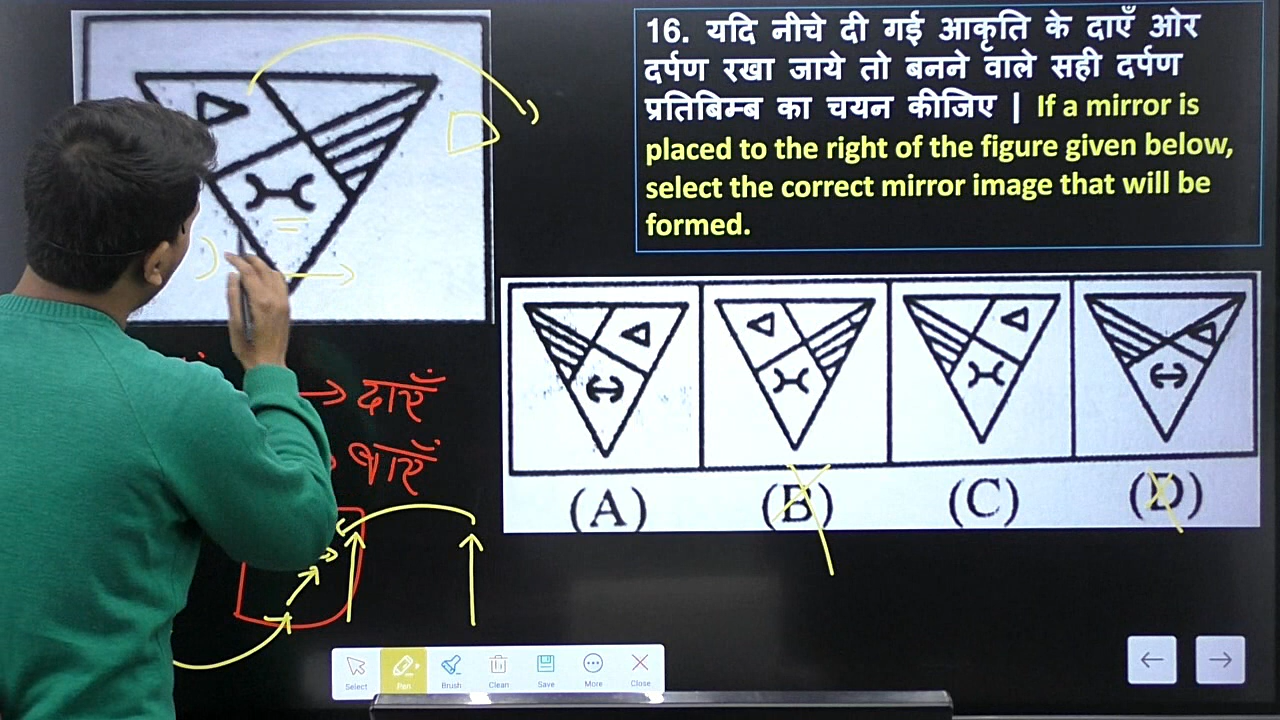 16. यदि नीचे दी गई आकृति के दाएँ ओर
दर्पण रखा जाये तो बनने वाले सही दर्पण
प्रतिबिम्ब का चयन कीजिए | If a mirror is
placed to the right of the figure given below,
select the correct mirror image that will be
formed.
→ दाएँ
(A) (B) (C) (D)
Select Pen Brush Clean Save More Close